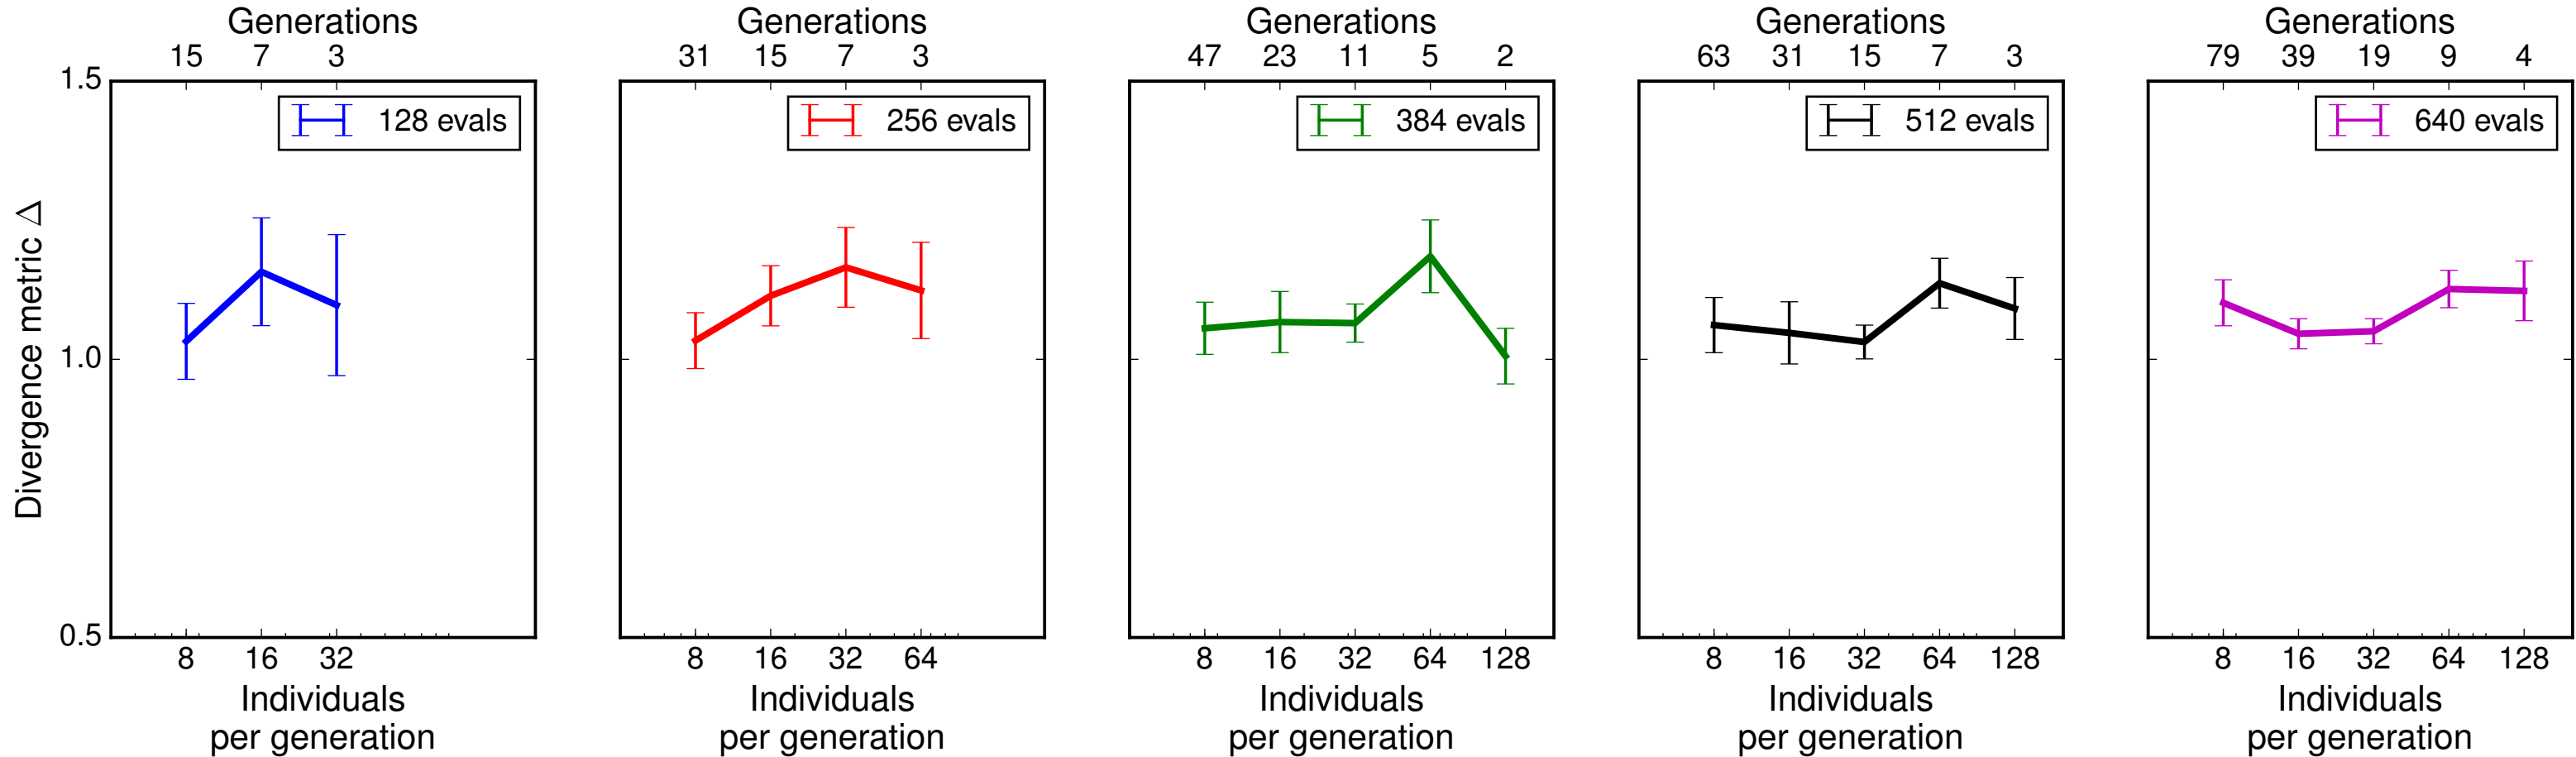 Generations
15 7 3
128 evals
1.5
1.0
0.5
Divergence metric Δ
8 16 32
Individuals
per generation
Generations
31 15 7 3
256 evals
8 16 32 64
Individuals
per generation
Generations
47 23 11 5 2
384 evals
8 16 32 64 128
Individuals
per generation
Generations
63 31 15 7 3
512 evals
8 16 32 64 128
Individuals
per generation
Generations
79 39 19 9 4
640 evals
8 16 32 64 128
Individuals
per generation